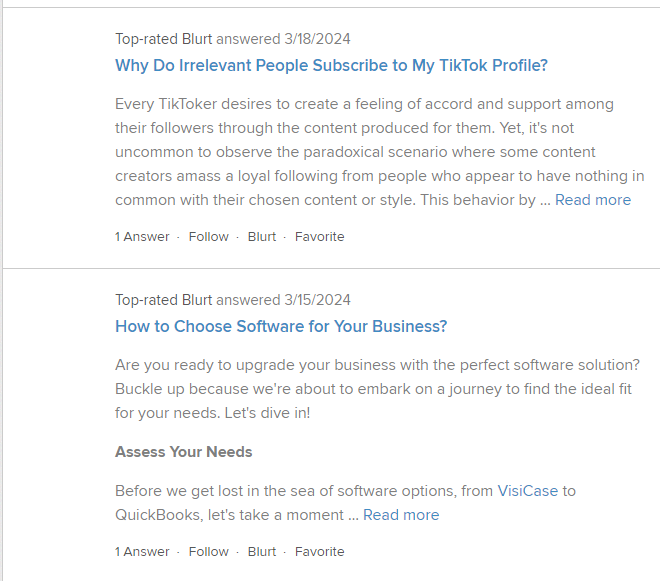 Top-rated Blurt answered 3/18/2024
Why Do Irrelevant People Subscribe to My TikTok Profile?
Every TikToker desires to create a feeling of accord and support among
their followers through the content produced for them. Yet, it's not
uncommon to observe the paradoxical scenario where some content
creators amass a loyal following from people who appear to have nothing in
common with their chosen content or style. This behavior by ... Read more
1 Answer · Follow · Blurt · Favorite
Top-rated Blurt answered 3/15/2024
How to Choose Software for Your Business?
Are you ready to upgrade your business with the perfect software solution?
Buckle up because we're about to embark on a journey to find the ideal fit
for your needs. Let's dive in!
Assess Your Needs
Before we get lost in the sea of software options, from VisiCase to
QuickBooks, let's take a moment ... Read more
1 Answer · Follow · Blurt · Favorite